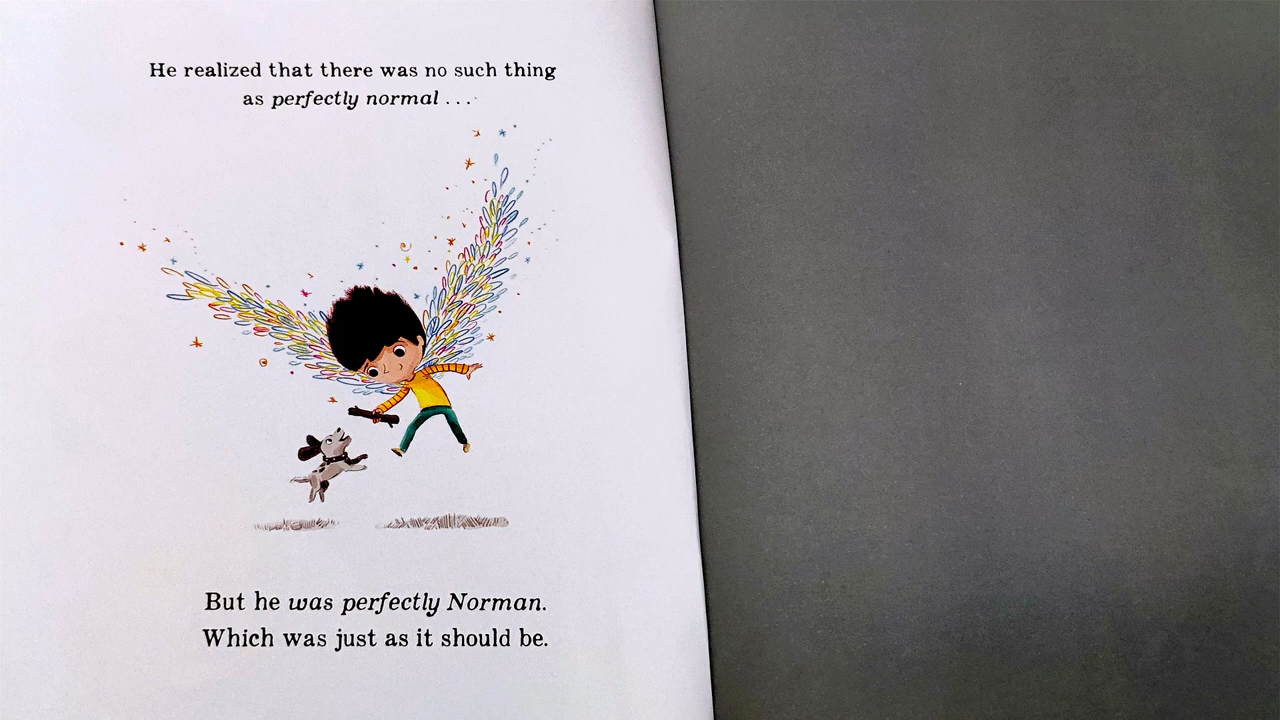 He realized that there was no such thing
as perfectly normal . . .
But he was perfectly Norman.
Which was just as it should be.